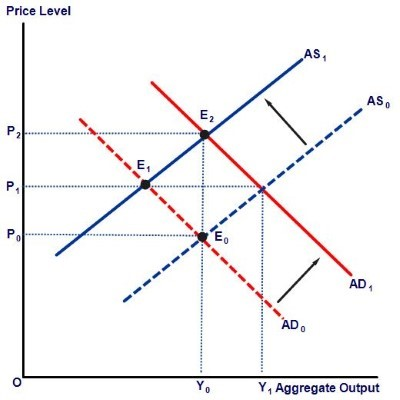 Price Level
AS1
AS0
E2
P2
E1
P1
P0
E0
AD1
AD0
O
Y0
Y1 Aggregate Output